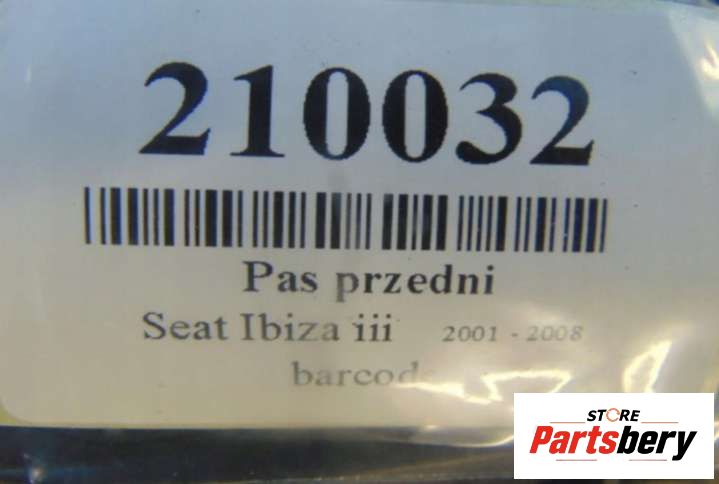 210032
Pas przedni
Seat Ibiza iii 2001 - 2008
STORE
Partsbery